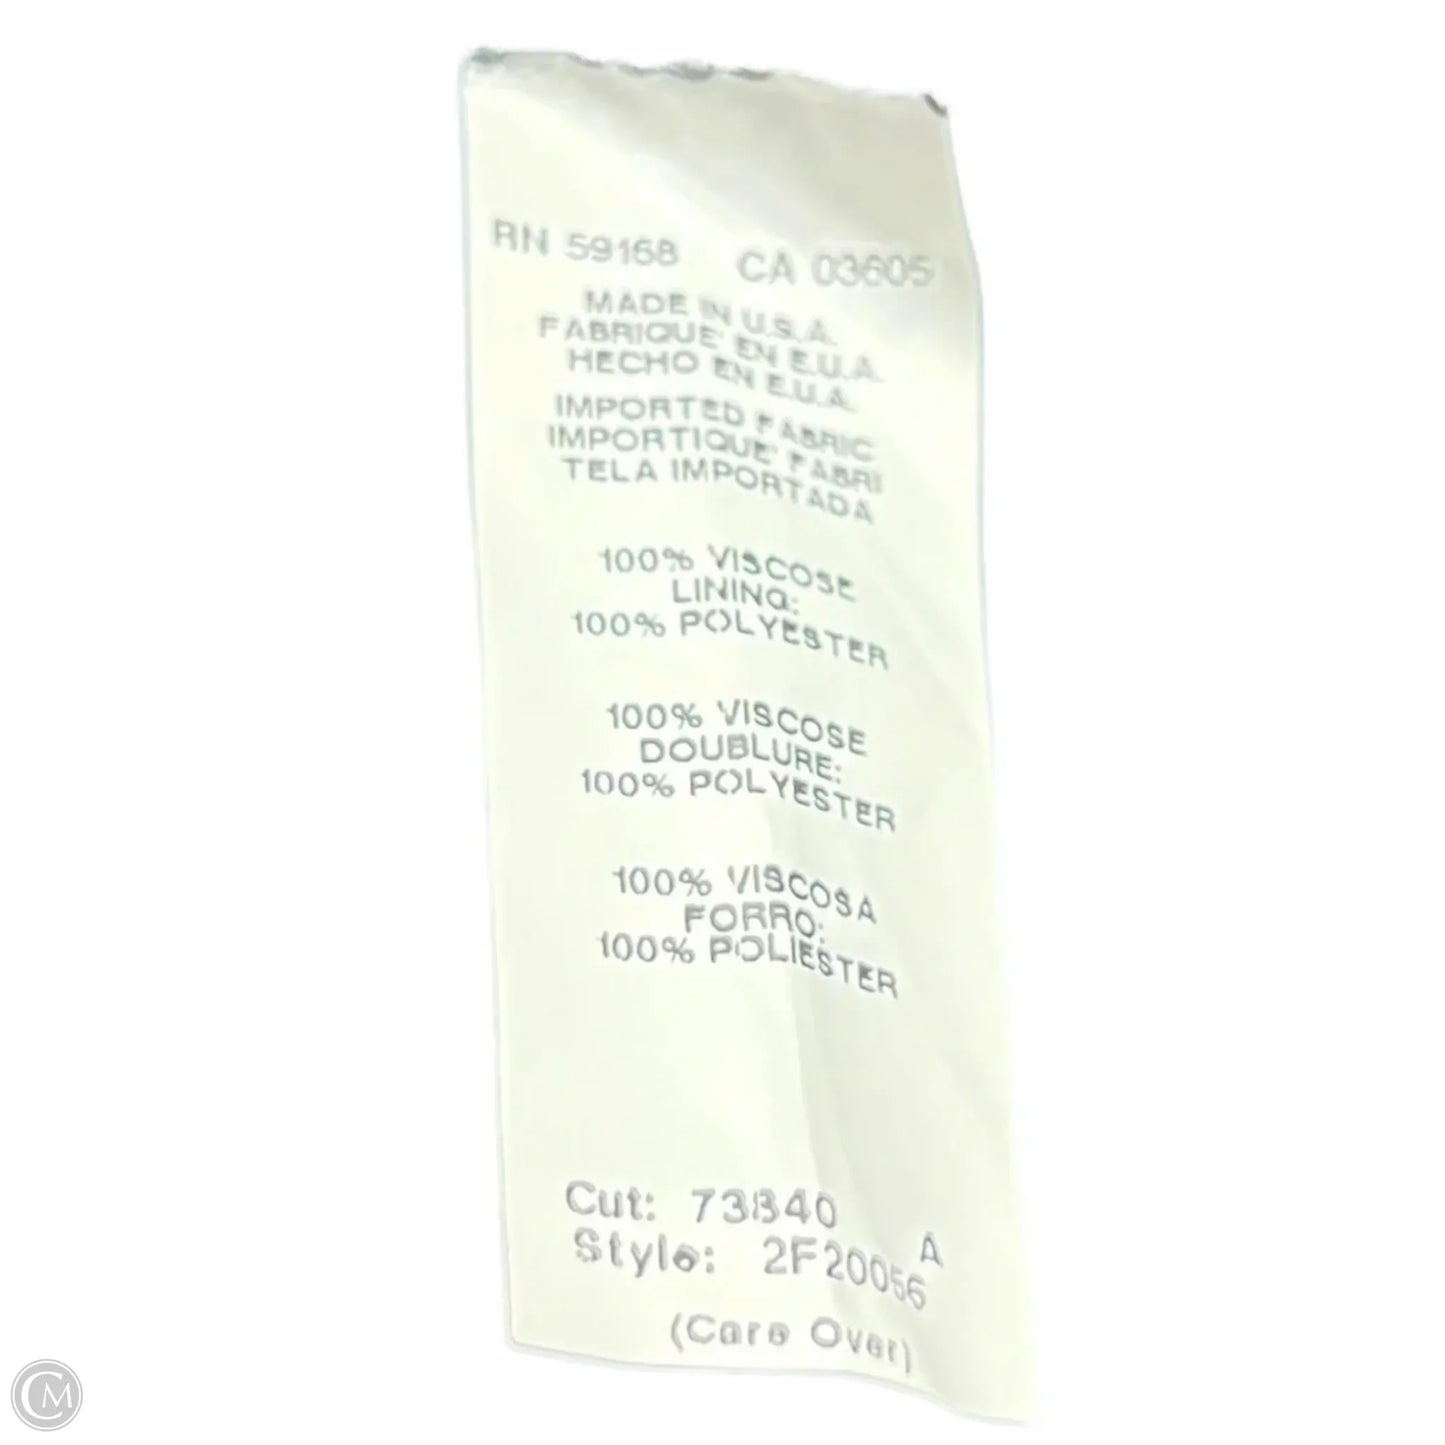 RN 59168 CA 03605
MADE IN U.S.A.
FABRIQUE' EN E.U.A.
HECHO EN E.U.A.
IMPORTED FABRIC
IMPORTIQUE' FABRI
TELA IMPORTADA
100% VISCOSE
LINING:
100% POLYESTER
100% VISCOSE
DOUBLURE:
100% POLYESTER
100% VISCOSA
FORRO:
100% POLIESTER
Cut: 73840 A
Style: 2F20056
(Care Over)
CM